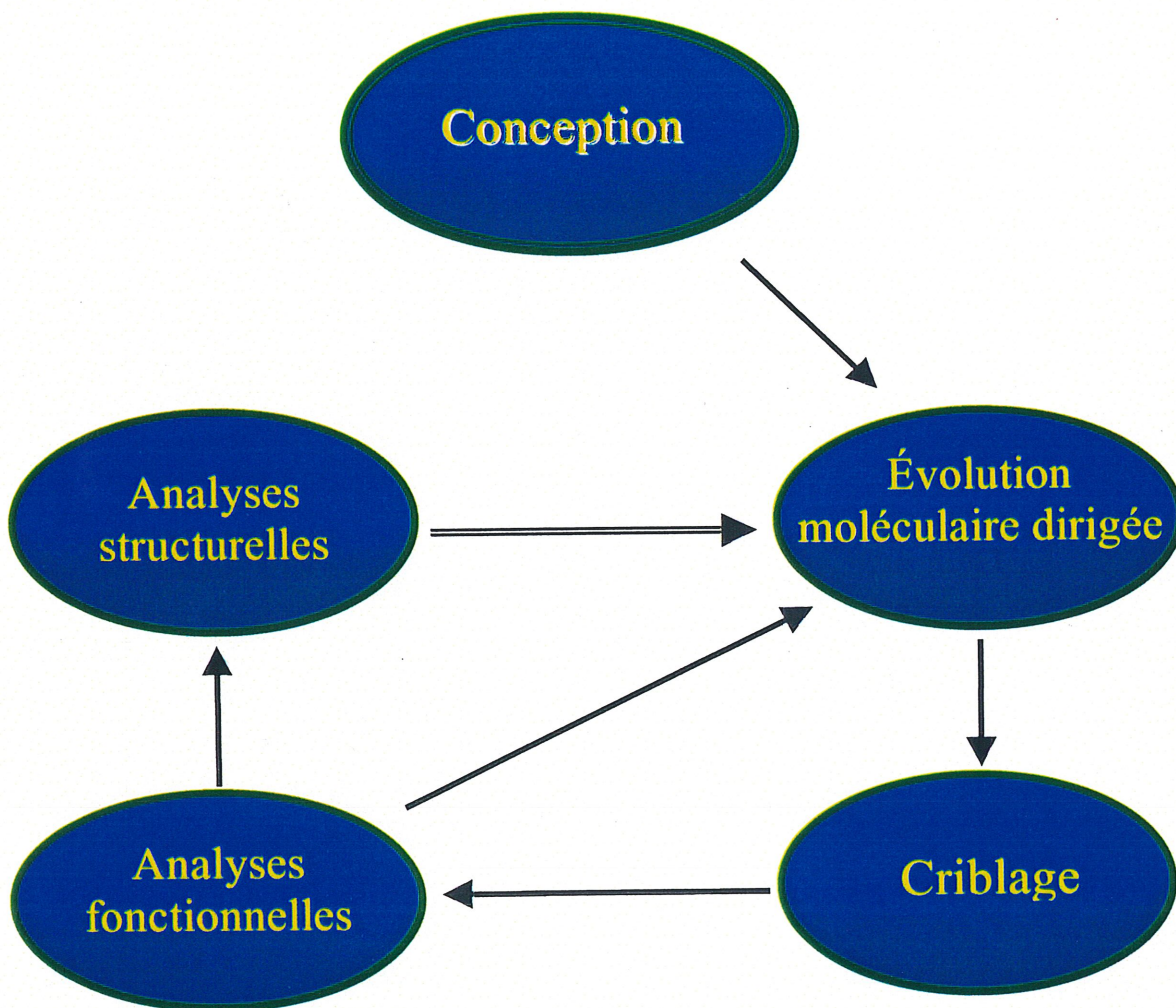 Conception
Analyses
structurelles
Évolution
moléculaire dirigée
Analyses
fonctionnelles
Criblage